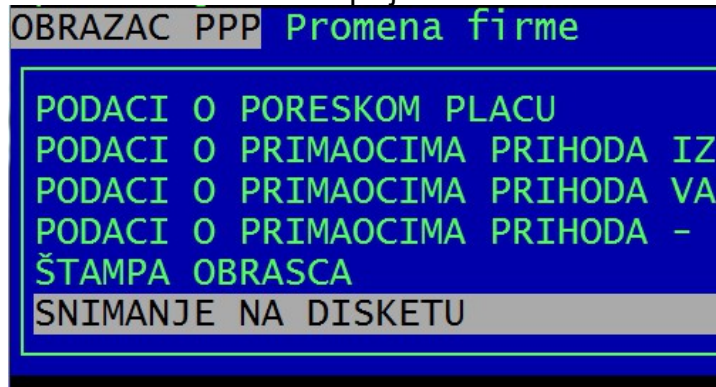 OBRAZAC PPP Promena firme
PODACI O PORESKOM PLACU
PODACI O PRIMAOCIMA PRIHODA IZ
PODACI O PRIMAOCIMA PRIHODA VA
PODACI O PRIMAOCIMA PRIHODA -
ŠTAMPA OBRASCA
SNIMANJE NA DISKETU